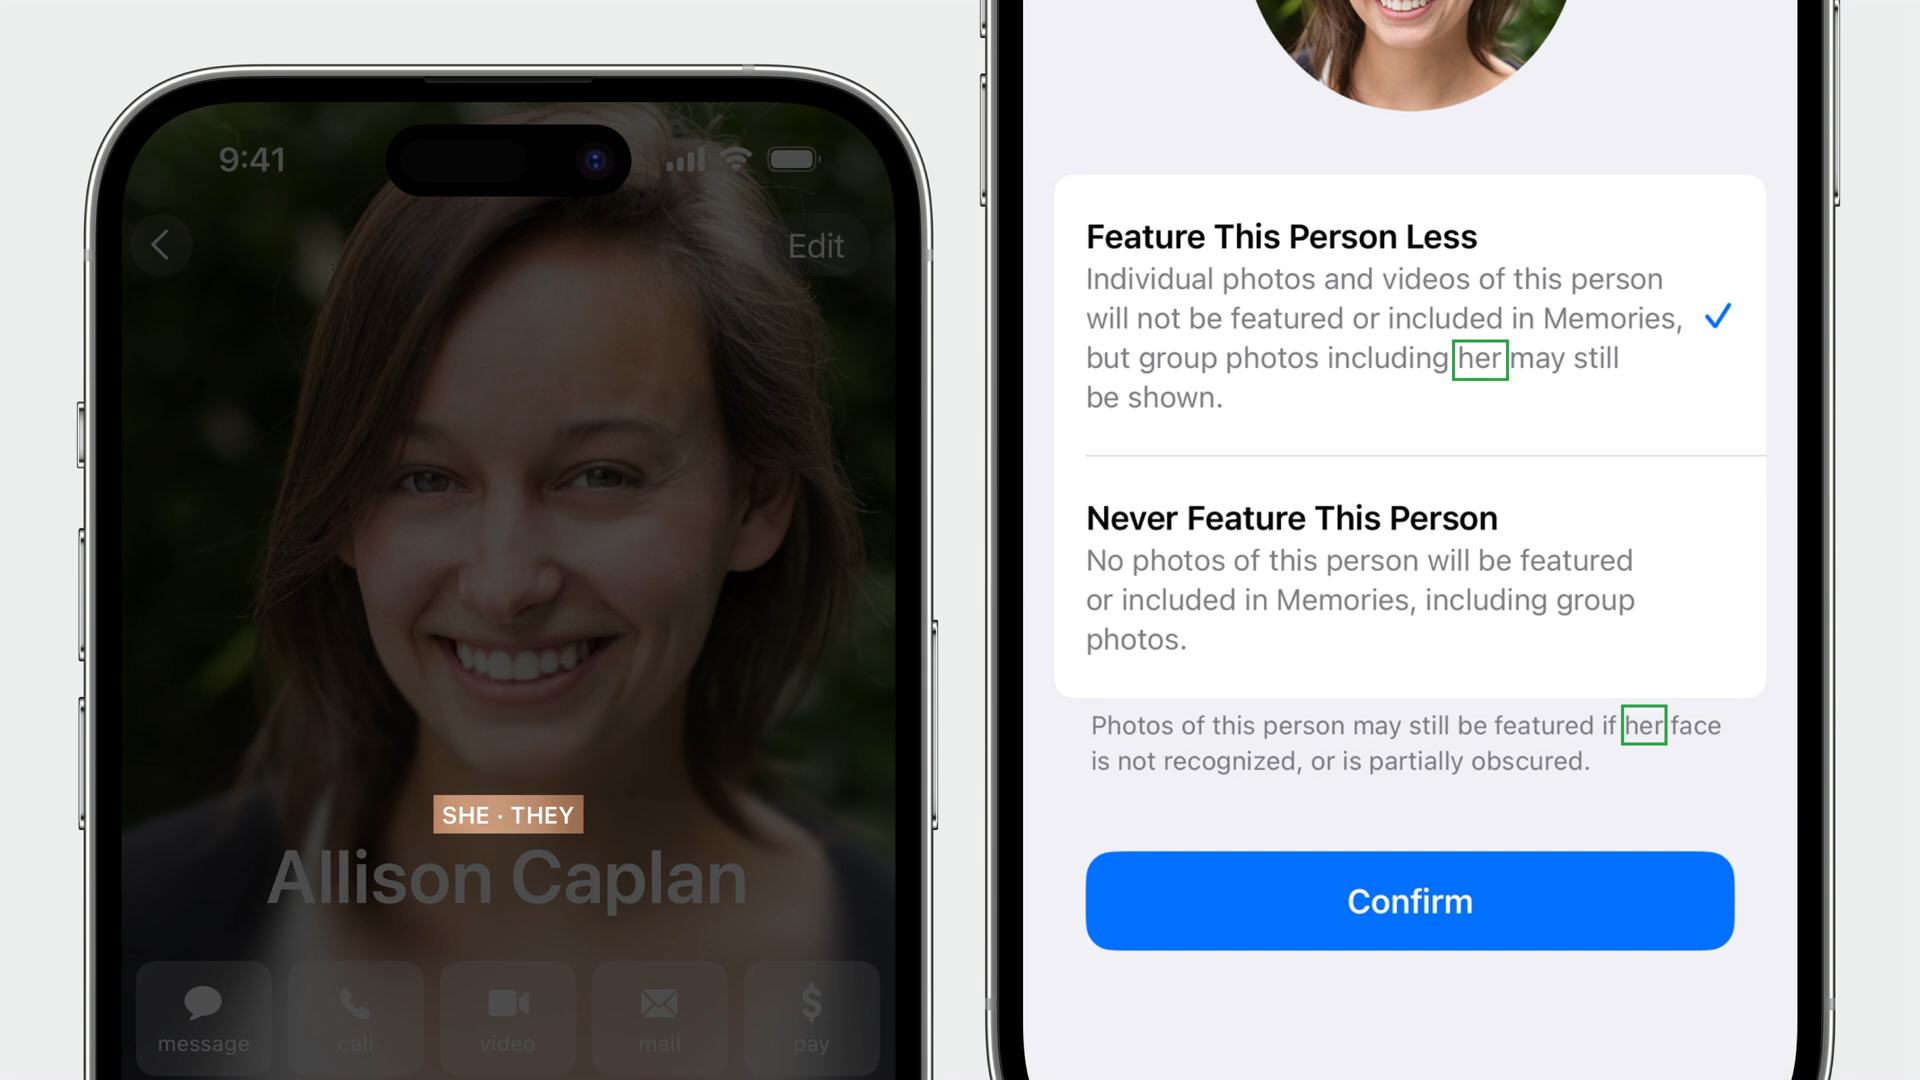 9:41
Edit
SHE · THEY
Allison Caplan
message
call
video
mail
pay
Feature This Person Less
Individual photos and videos of this person
will not be featured or included in Memories,
but group photos including her may still
be shown.
Never Feature This Person
No photos of this person will be featured
or included in Memories, including group
photos.
Photos of this person may still be featured if her face
is not recognized, or is partially obscured.
Confirm